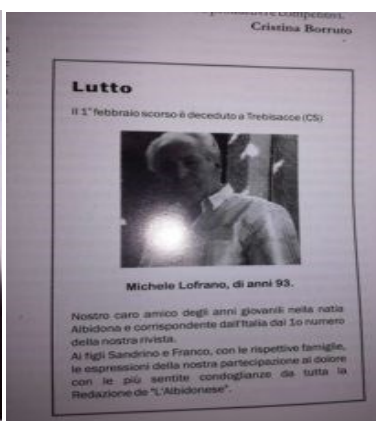 e competitivi.
Cristina Borruto
Lutto
Il 1° febbraio scorso è deceduto a Trebisacce (CS)
Michele Lofrano, di anni 93.
Nostro caro amico degli anni giovanili nella natia
Albidona e corrispondente dall'Italia dal 1o numero
della nostra rivista.
Ai figli Sandrino e Franco, con le rispettive famiglie,
le espressioni della nostra partecipazione al dolore
con le più sentite condoglianze da tutta la
Redazione de "L'Albidonese".